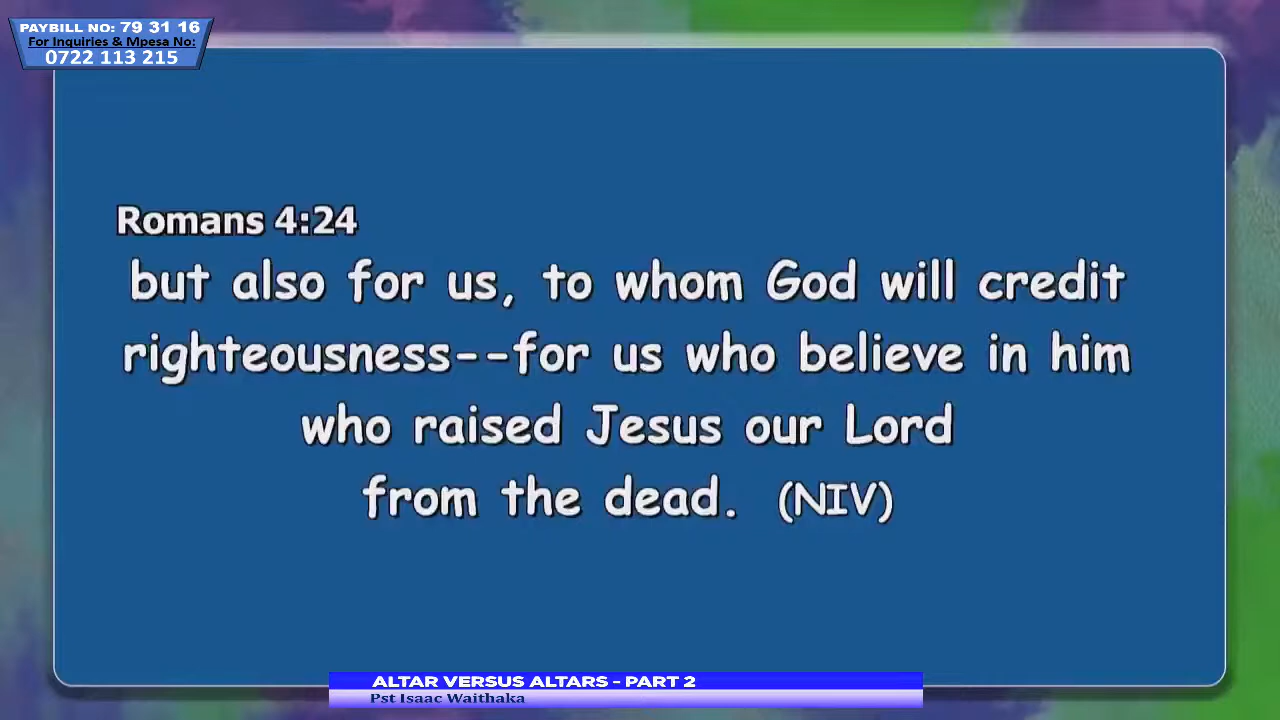 PAYBILL NO: 79 31 16
For Inquiries & Mpesa No:
0722 113 215
Romans 4:24
but also for us, to whom God will credit
righteousness--for us who believe in him
who raised Jesus our Lord
from the dead. (NIV)
ALTAR VERSUS ALTARS - PART 2
Pst Isaac Waithaka